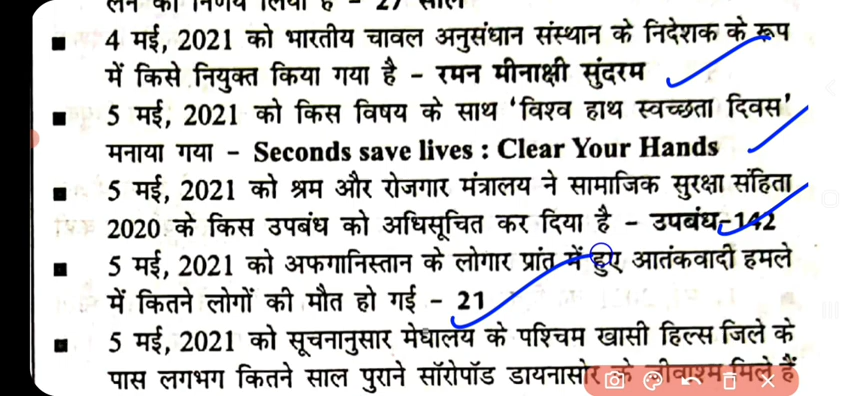 लने का निर्णय लिया है – 27 साल
4 मई, 2021 को भारतीय चावल अनुसंधान संस्थान के निदेशक के रूप
में किसे नियुक्त किया गया है – रमन मीनाक्षी सुंदरम
5 मई, 2021 को किस विषय के साथ 'विश्व हाथ स्वच्छता दिवस'
मनाया गया – Seconds save lives : Clear Your Hands
5 मई, 2021 को श्रम और रोजगार मंत्रालय ने सामाजिक सुरक्षा संहिता
2020 के किस उपबंध को अधिसूचित कर दिया है – उपबंध-142
5 मई, 2021 को अफगानिस्तान के लोगार प्रांत में हुए आतंकवादी हमले
में कितने लोगों की मौत हो गई – 21
5 मई, 2021 को सूचनानुसार मेघालय के पश्चिम खासी हिल्स जिले के
पास लगभग कितने साल पुराने सॉरोपॉड डायनासोर के जीवाश्म मिले हैं